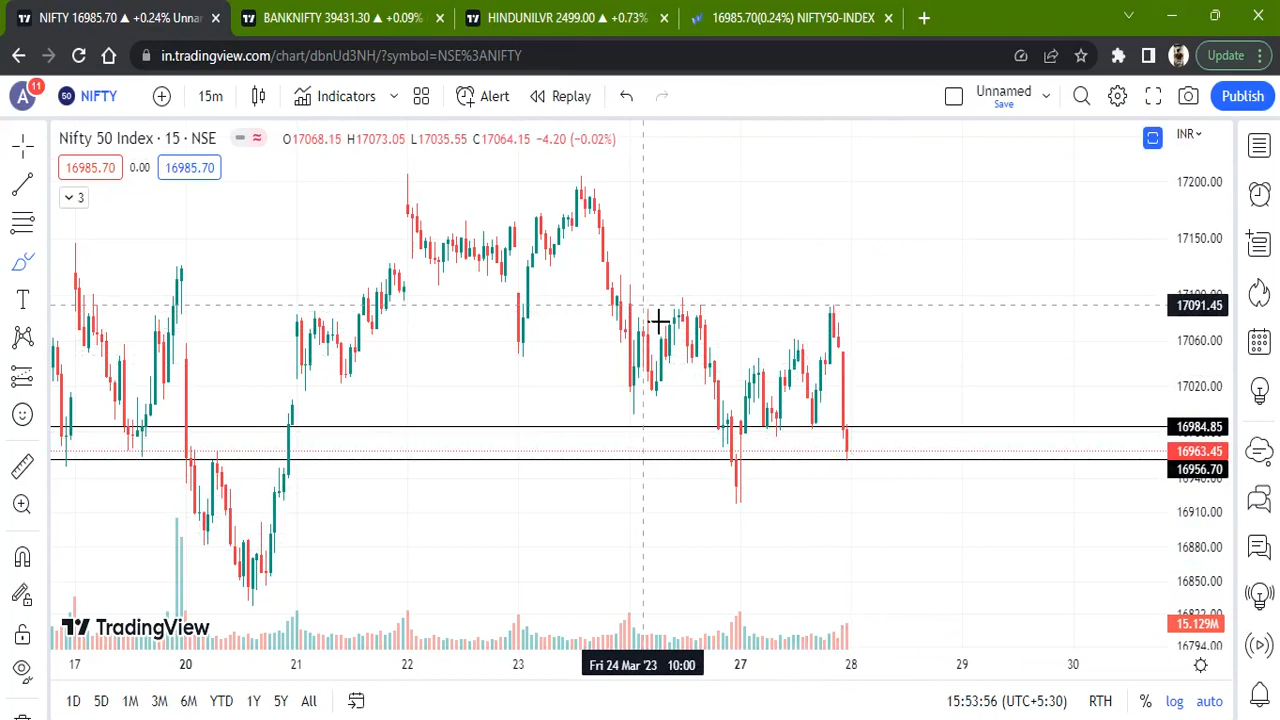 NIFTY 16985.70 ▲ +0.24% Unnar
BANKNIFTY 39431.30 ▲ +0.09%
HINDUNILVR 2499.00 ▲ +0.73%
16985.70(0.24%) NIFTY50-INDEX
in.tradingview.com/chart/dbnUd3NH/?symbol=NSE%3ANIFTY
Update
A 11
50 NIFTY
15m
Indicators
Alert
Replay
Unnamed
Save
Publish
Nifty 50 Index · 15 · NSE
O17068.15 H17073.05 L17035.55 C17064.15 −4.20 (−0.02%)
INR
16985.70 0.00 16985.70
3
17200.00
17150.00
17091.45
17060.00
17020.00
16984.85
16963.45
16956.70
16910.00
16880.00
16850.00
15.129M
16794.00
TradingView
17 20 21 22 23 Fri 24 Mar '23 10:00 27 28 29 30
1D 5D 1M 3M 6M YTD 1Y 5Y All
15:53:56 (UTC+5:30) RTH % log auto